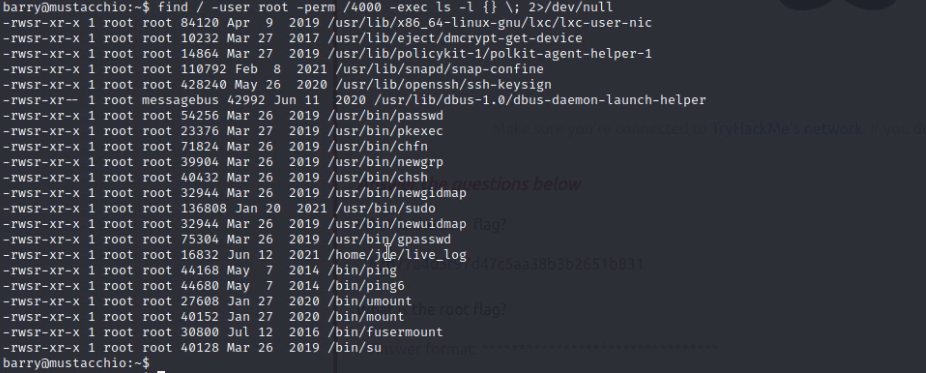 barry@mustacchio:~$ find / -user root -perm /4000 -exec ls -l {} \; 2>/dev/null
-rwsr-xr-x 1 root root 84120 Apr  9  2019 /usr/lib/x86_64-linux-gnu/lxc/lxc-user-nic
-rwsr-xr-x 1 root root 10232 Mar 27  2017 /usr/lib/eject/dmcrypt-get-device
-rwsr-xr-x 1 root root 14864 Mar 27  2019 /usr/lib/policykit-1/polkit-agent-helper-1
-rwsr-xr-x 1 root root 110792 Feb  8  2021 /usr/lib/snapd/snap-confine
-rwsr-xr-x 1 root root 428240 May 26  2020 /usr/lib/openssh/ssh-keysign
-rwsr-xr-- 1 root messagebus 42992 Jun 11  2020 /usr/lib/dbus-1.0/dbus-daemon-launch-helper
-rwsr-xr-x 1 root root 54256 Mar 26  2019 /usr/bin/passwd
-rwsr-xr-x 1 root root 23376 Mar 27  2019 /usr/bin/pkexec
Make sure you're connected to TryHackMe's network
-rwsr-xr-x 1 root root 71824 Mar 26  2019 /usr/bin/chfn
-rwsr-xr-x 1 root root 39904 Mar 26  2019 /usr/bin/newgrp
-rwsr-xr-x 1 root root 40432 Mar 26  2019 /usr/bin/chsh
questions below
-rwsr-xr-x 1 root root 32944 Mar 26  2019 /usr/bin/newgidmap
-rwsr-xr-x 1 root root 136808 Jan 20  2021 /usr/bin/sudo
-rwsr-xr-x 1 root root 32944 Mar 26  2019 /usr/bin/newuidmap
flag?
-rwsr-xr-x 1 root root 75304 Mar 26  2019 /usr/bin/gpasswd
-rwsr-xr-x 1 root root 16832 Jun 12  2021 /home/joe/live_log
-rwsr-xr-x 1 root root 44168 May  7  2014 /bin/ping
-rwsr-xr-x 1 root root 44680 May  7  2014 /bin/ping6
-rwsr-xr-x 1 root root 27608 Jan 27  2020 /bin/umount
-rwsr-xr-x 1 root root 40152 Jan 27  2020 /bin/mount
the root flag?
-rwsr-xr-x 1 root root 30800 Jul 12  2016 /bin/fusermount
-rwsr-xr-x 1 root root 40128 Mar 26  2019 /bin/su
format:
barry@mustacchio:~$